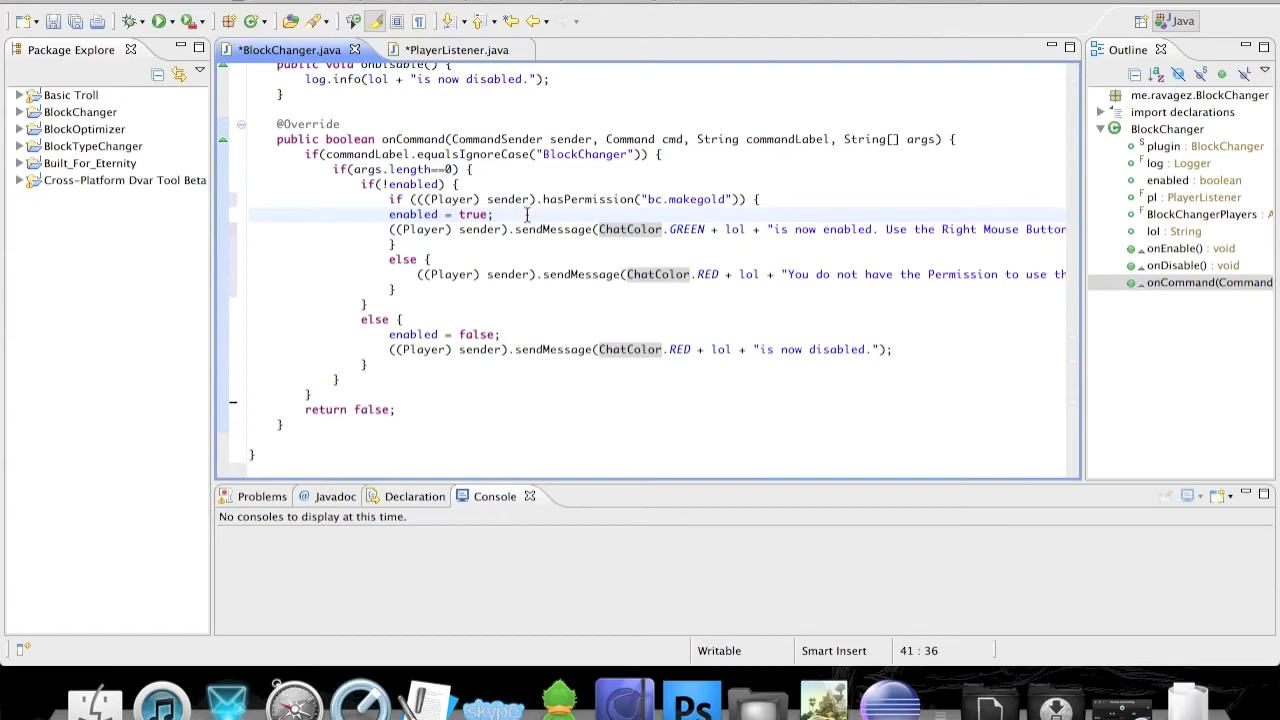 Java
Package Explore
*BlockChanger.java
*PlayerListener.java
Outline
Basic Troll
BlockChanger
BlockOptimizer
BlockTypeChanger
Built_For_Eternity
Cross-Platform Dvar Tool Beta
public void onDisable() {
log.info(lol + "is now disabled.");
}
@Override
public boolean onCommand(CommandSender sender, Command cmd, String commandLabel, String[] args) {
if(commandLabel.equalsIgnoreCase("BlockChanger")) {
if(args.length==0) {
if(!enabled) {
if (((Player) sender).hasPermission("bc.makegold")) {
enabled = true;
((Player) sender).sendMessage(ChatColor.GREEN + lol + "is now enabled. Use the Right Mouse Button
}
else {
((Player) sender).sendMessage(ChatColor.RED + lol + "You do not have the Permission to use th
}
}
else {
enabled = false;
((Player) sender).sendMessage(ChatColor.RED + lol + "is now disabled.");
}
}
}
return false;
}
}
me.ravagez.BlockChanger
import declarations
BlockChanger
plugin : BlockChanger
log : Logger
enabled : boolean
pl : PlayerListener
BlockChangerPlayers :
lol : String
onEnable() : void
onDisable() : void
onCommand(Command
Problems
Javadoc
Declaration
Console
No consoles to display at this time.
Writable
Smart Insert
41 : 36
skype
Ps